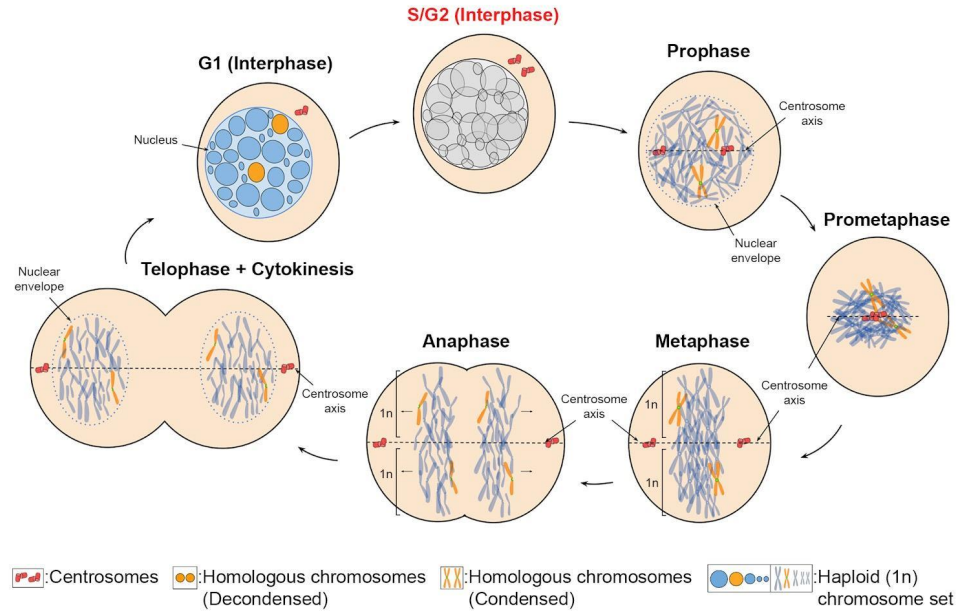 S/G2 (Interphase)
G1 (Interphase)
Prophase
Nucleus
Centrosome
axis
Nuclear
envelope
Prometaphase
Telophase + Cytokinesis
Nuclear
envelope
Centrosome
axis
Anaphase
1n
1n
Centrosome
axis
Metaphase
1n
1n
Centrosome
axis
:Centrosomes
:Homologous chromosomes
(Decondensed)
:Homologous chromosomes
(Condensed)
:Haploid (1n)
chromosome set